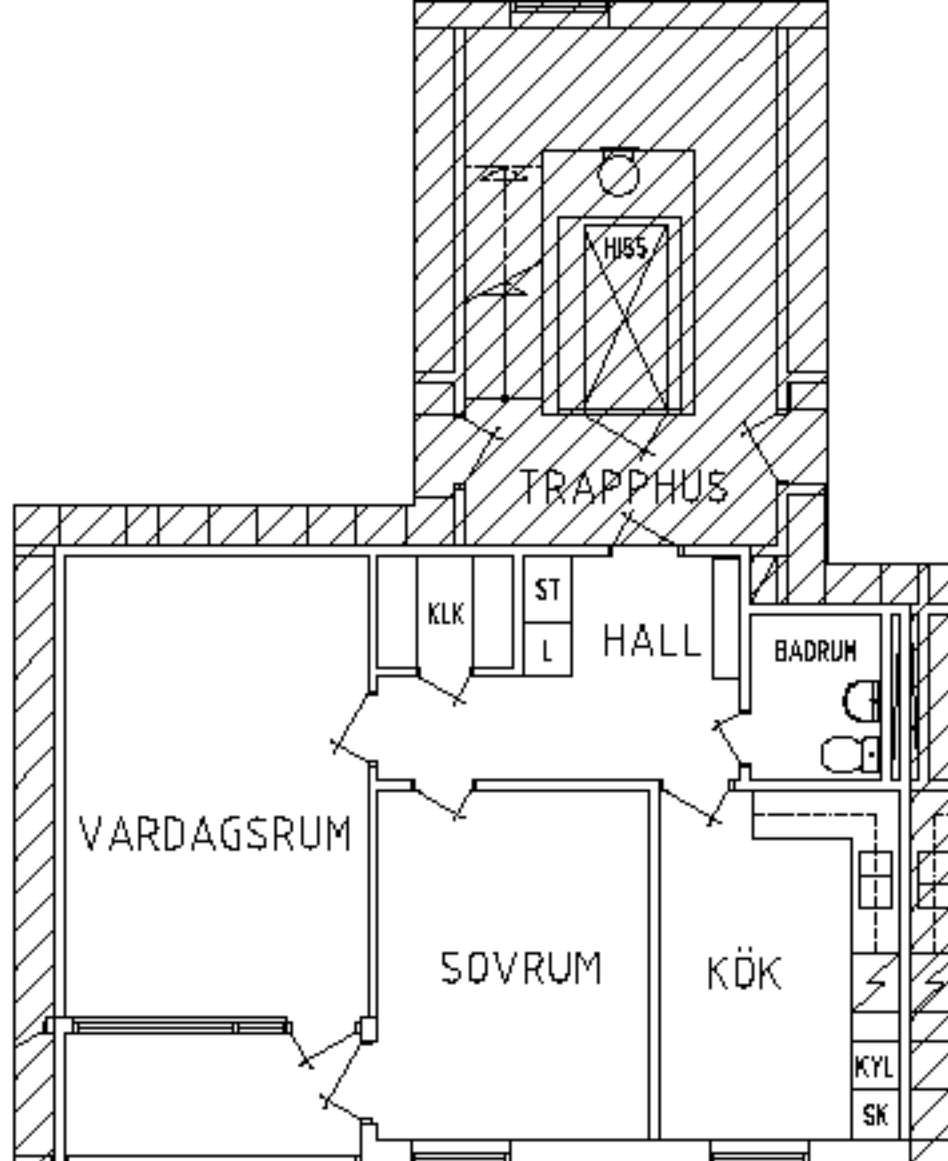 HISS
TRAPPHUS
KLK
ST
L
HALL
BADRUM
VARDAGSRUM
SOVRUM
KÖK
KYL
SK